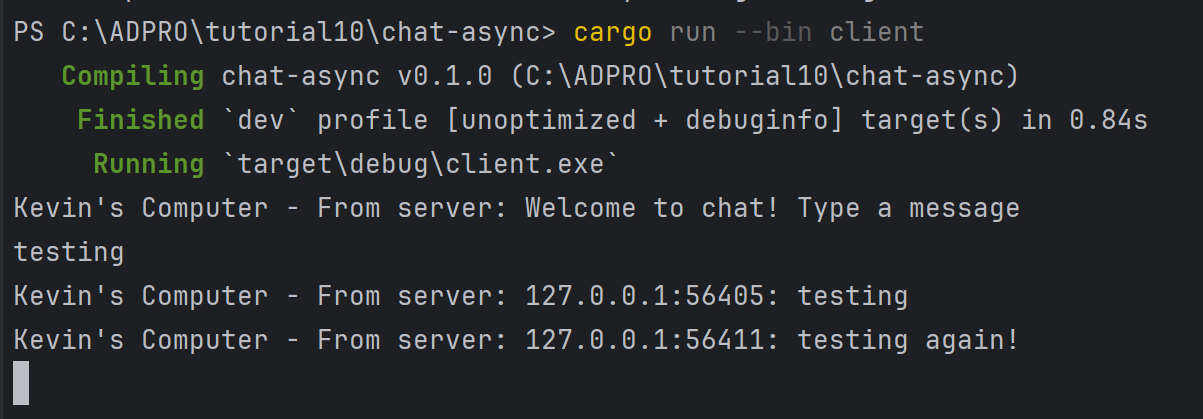 PS C:\ADPRO\tutorial10\chat-async> cargo run --bin client
Compiling chat-async v0.1.0 (C:\ADPRO\tutorial10\chat-async)
Finished `dev` profile [unoptimized + debuginfo] target(s) in 0.84s
Running `target\debug\client.exe`
Kevin's Computer - From server: Welcome to chat! Type a message
testing
Kevin's Computer - From server: 127.0.0.1:56405: testing
Kevin's Computer - From server: 127.0.0.1:56411: testing again!